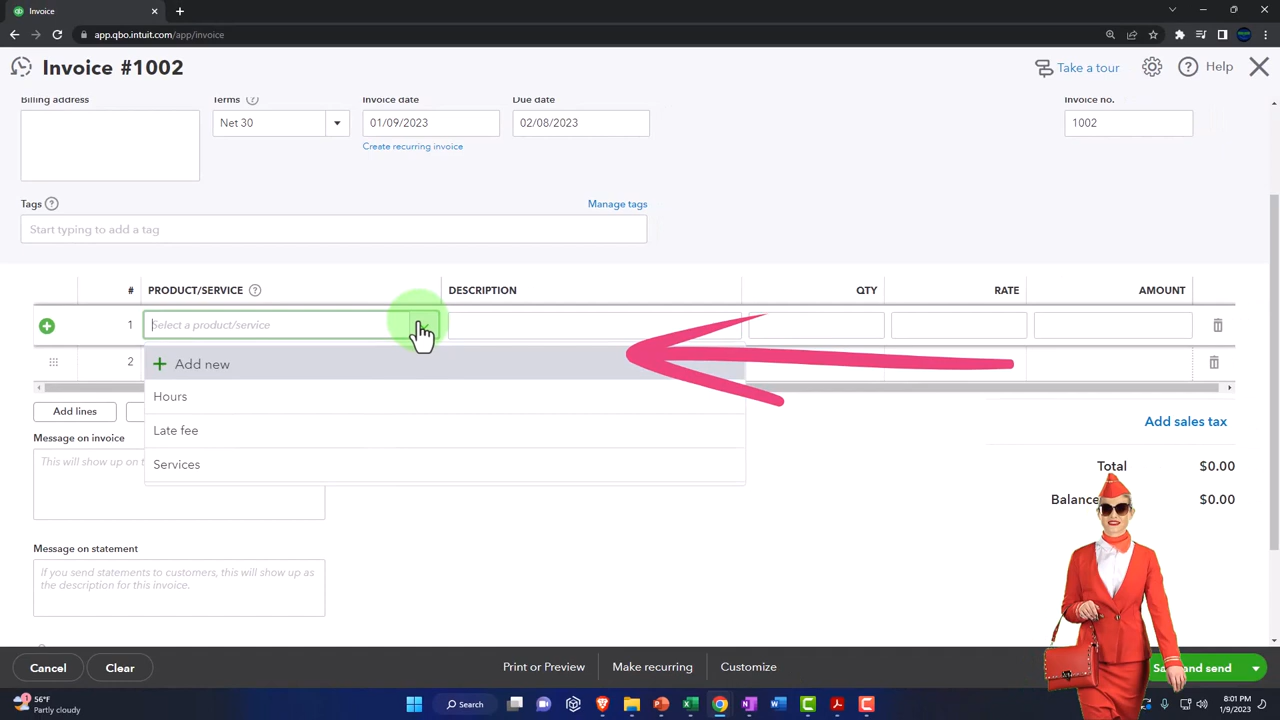 Invoice
app.qbo.intuit.com/app/invoice
Invoice #1002
Take a tour
Help
Billing address
Terms
Invoice date
Due date
Invoice no.
Net 30
01/09/2023
02/08/2023
1002
Create recurring invoice
Tags
Manage tags
Start typing to add a tag
# PRODUCT/SERVICE DESCRIPTION QTY RATE AMOUNT
1 Select a product/service
Add new
2
Hours
Late fee
Services
Add lines
Add sales tax
Message on invoice
This will show up on t
Total $0.00
Balance $0.00
Message on statement
If you send statements to customers, this will show up as
the description for this invoice.
Cancel
Clear
Print or Preview
Make recurring
Customize
Save and send
56°F
Partly cloudy
Search
8:01 PM
1/9/2023